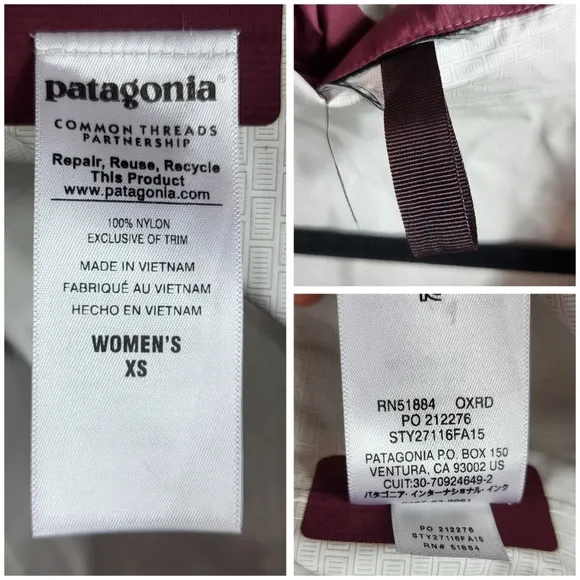 patagonia®
COMMON THREADS
PARTNERSHIP
Repair, Reuse, Recycle
This Product
www.patagonia.com
100% NYLON
EXCLUSIVE OF TRIM
MADE IN VIETNAM
FABRIQUÉ AU VIETNAM
HECHO EN VIETNAM
WOMEN'S
XS
RN51884 OXRD
PO 212276
STY27116FA15
PATAGONIA P.O. BOX 150
VENTURA, CA 93002 US
CUIT:30-70924649-2
パタゴニア・インターナショナル・インク
PO 212276
STY27116FA15
RN# 51884